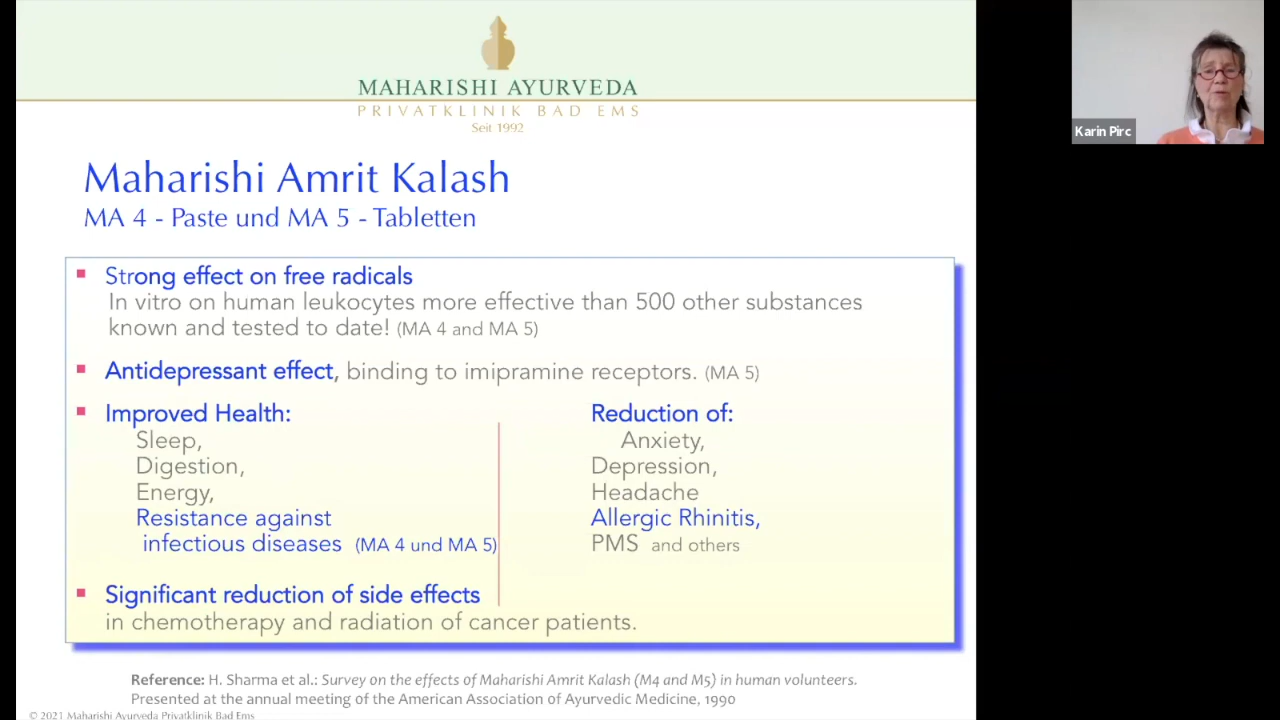 MAHARISHI AYURVEDA
PRIVATKLINIK BAD EMS
Seit 1992
Karin Pirc
Maharishi Amrit Kalash
MA 4 - Paste und MA 5 - Tabletten
Strong effect on free radicals
In vitro on human leukocytes more effective than 500 other substances
known and tested to date! (MA 4 and MA 5)
Antidepressant effect, binding to imipramine receptors. (MA 5)
Improved Health:
Sleep,
Digestion,
Energy,
Resistance against
infectious diseases (MA 4 und MA 5)
Reduction of:
Anxiety,
Depression,
Headache
Allergic Rhinitis,
PMS and others
Significant reduction of side effects
in chemotherapy and radiation of cancer patients.
Reference: H. Sharma et al.: Survey on the effects of Maharishi Amrit Kalash (M4 and M5) in human volunteers.
Presented at the annual meeting of the American Association of Ayurvedic Medicine, 1990
© 2021 Maharishi Ayurveda Privatklinik Bad Ems